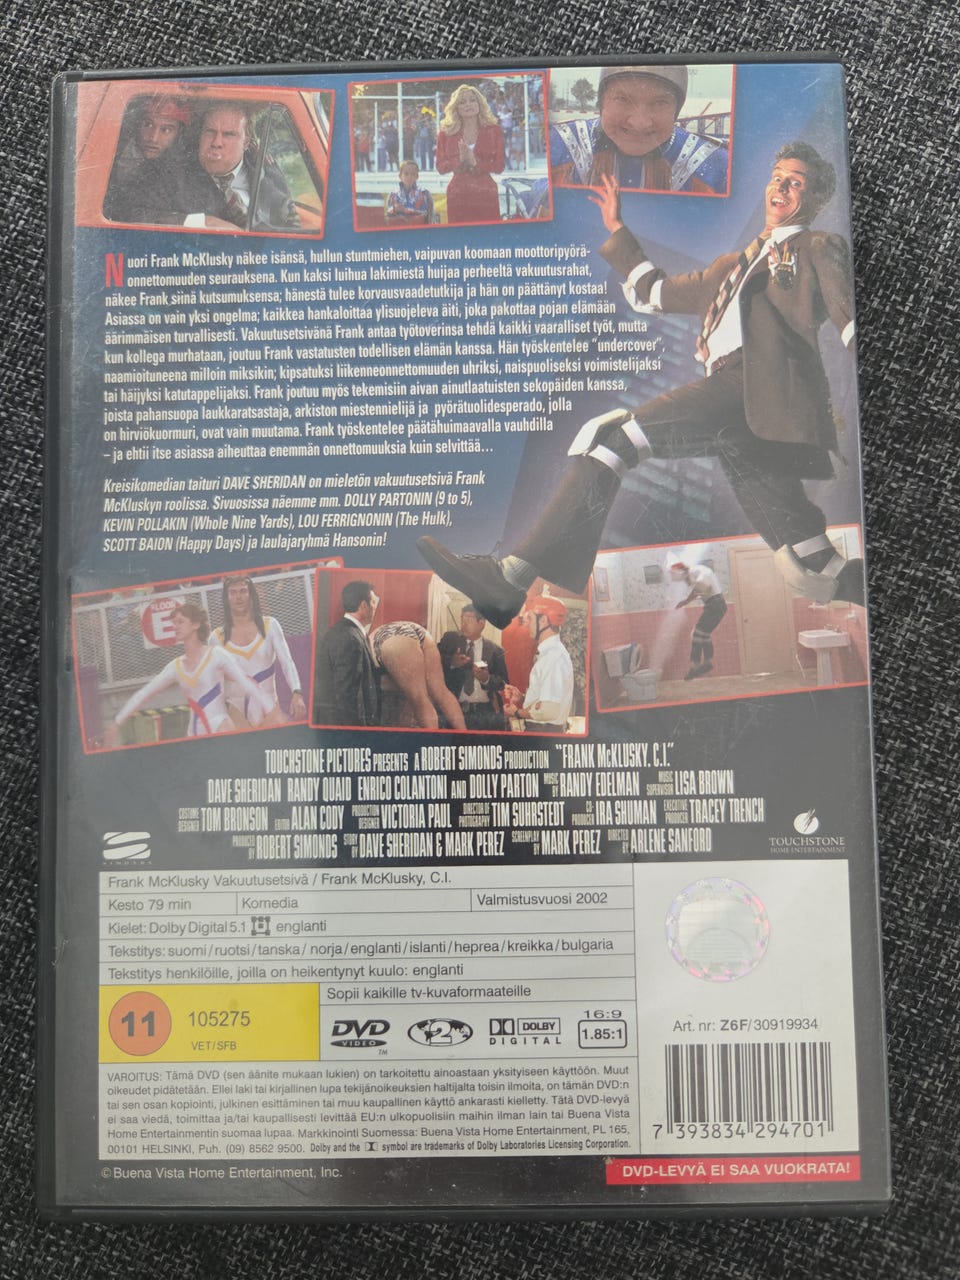 Nuori Frank McKlusky näkee isänsä, hullun stuntmiehen, vaipuvan koomaan moottoripyörä-
onnettomuuden seurauksena. Kun kaksi luihua lakimiestä huijaa perheeltä vakuutusrahat,
näkee Frank siinä kutsumuksensa; hänestä tulee korvausvaadetutkija ja hän on päättänyt kostaa!
Asiassa on vain yksi ongelma; kaikkea hankaloittaa ylisuojeleva äiti, joka pakottaa pojan elämään
äärimmäisen turvallisesti. Vakuutusetsivänä Frank antaa työtoverinsa tehdä kaikki vaaralliset työt, mutta
kun kollega murhataan, joutuu Frank vastatusten todellisen elämän kanssa. Hän työskentelee "undercover",
naamioituneena milloin miksikin; kipsatuksi liikenneonnettomuuden uhriksi, naispuoliseksi voimistelijaksi
tai häijyksi katutappelijaksi. Frank joutuu myös tekemisiin aivan ainutlaatuisten sekopäiden kanssa,
joista pahansuopa laukkaratsastaja, arkiston miestennielijä ja pyörätuolidesperado, jolla
on hirviökuormuri, ovat vain muutama. Frank työskentelee päätähuimaavalla vauhdilla
– ja ehtii itse asiassa aiheuttaa enemmän onnettomuuksia kuin selvittää...
Kreisikomedian taituri DAVE SHERIDAN on mieletön vakuutusetsivä Frank
McKluskyn roolissa. Sivuosissa näemme mm. DOLLY PARTONIN (9 to 5),
KEVIN POLLAKIN (Whole Nine Yards), LOU FERRIGNONIN (The Hulk),
SCOTT BAION (Happy Days) ja laulajaryhmä Hansonin!
FLOOR
E
TOUCHSTONE PICTURES PRESENTS A ROBERT SIMONDS PRODUCTION "FRANK McKLUSKY, C.I."
DAVE SHERIDAN RANDY QUAID ENRICO COLANTONI AND DOLLY PARTON MUSIC BY RANDY EDELMAN MUSIC SUPERVISOR LISA BROWN
COSTUME DESIGNER TOM BRONSON EDITOR ALAN CODY PRODUCTION DESIGNER VICTORIA PAUL DIRECTOR OF PHOTOGRAPHY TIM SUHRSTEDT CO-PRODUCER IRA SHUMAN EXECUTIVE PRODUCER TRACEY TRENCH
PRODUCED BY ROBERT SIMONDS STORY BY DAVE SHERIDAN & MARK PEREZ SCREENPLAY BY MARK PEREZ DIRECTED BY ARLENE SANFORD
SIMONDS
TOUCHSTONE
HOME ENTERTAINMENT
Frank McKlusky Vakuutusetsivä / Frank McKlusky, C.I.
Kesto 79 min Komedia Valmistusvuosi 2002
Kielet: Dolby Digital 5.1 englanti
Tekstitys: suomi/ruotsi/tanska/norja/englanti/islanti/heprea/kreikka/bulgaria
Tekstitys henkilöille, joilla on heikentynyt kuulo: englanti
Sopii kaikille tv-kuvaformaateille
11 105275
VET/SFB
DVD VIDEO TM 2 DOLBY DIGITAL 16:9 1.85:1
Art. nr: Z6F/30919934
7 393834 294701
VAROITUS: Tämä DVD (sen äänite mukaan lukien) on tarkoitettu ainoastaan yksityiseen käyttöön. Muut
oikeudet pidätetään. Ellei laki tai kirjallinen lupa tekijänoikeuksien haltijalta toisin ilmoita, on tämän DVD:n
tai sen osan kopiointi, julkinen esittäminen tai muu kaupallinen käyttö ankarasti kielletty. Tätä DVD-levyä
ei saa viedä, toimittaa ja/tai kaupallisesti levittää EU:n ulkopuolisiin maihin ilman lain tai Buena Vista
Home Entertainmentin suomaa lupaa. Markkinointi Suomessa: Buena Vista Home Entertainment, PL 165,
00101 HELSINKI, Puh. (09) 8562 9500. Dolby and the symbol are trademarks of Dolby Laboratories Licensing Corporation.
© Buena Vista Home Entertainment, Inc.
DVD-LEVYÄ EI SAA VUOKRATA!